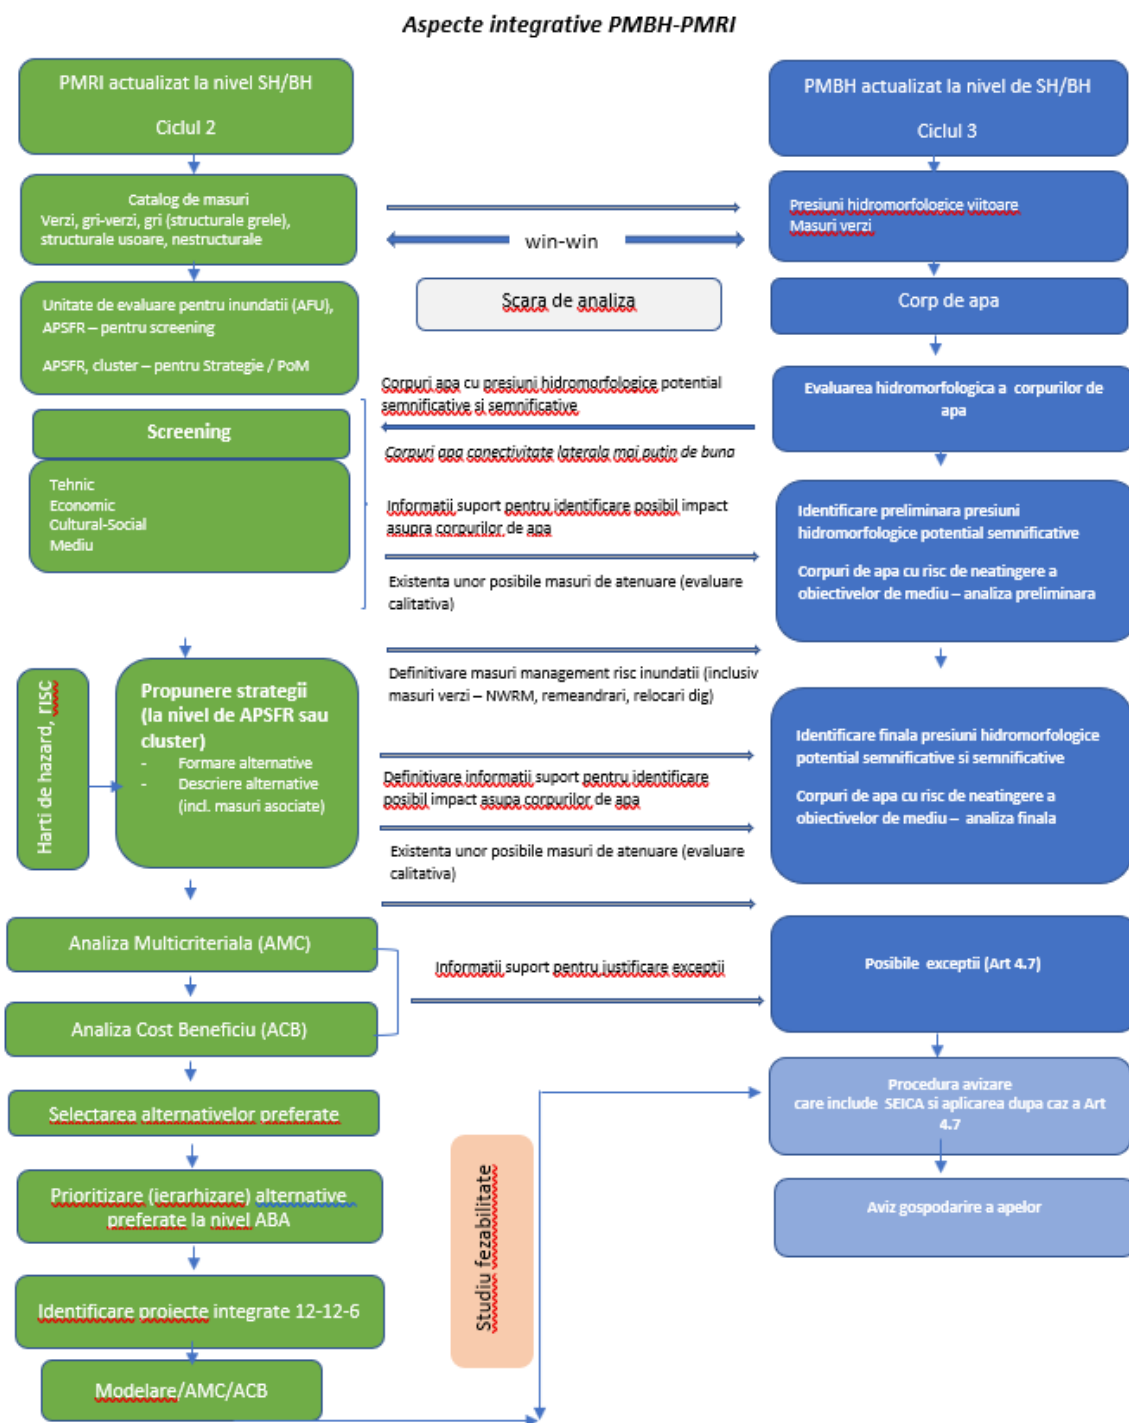 Aspecte integrative PMBH-PMRI
PMRI actualizat la nivel SH/BH
Ciclul 2
Catalog de masuri
Verzi, gri-verzi, gri (structurale grele),
structurale usoare, nestructurale
Unitate de evaluare pentru inundatii (AFU),
APSFR – pentru screening
APSFR, cluster – pentru Strategie / PoM
Screening
Tehnic
Economic
Cultural-Social
Mediu
Harti de hazard, risc
Propunere strategii
(la nivel de APSFR sau
cluster)
- Formare alternative
- Descriere alternative
(incl. masuri asociate)
Analiza Multicriteriala (AMC)
Analiza Cost Beneficiu (ACB)
Selectarea alternativelor preferate
Prioritizare (ierarhizare) alternative
preferate la nivel ABA
Identificare proiecte integrate 12-12-6
Modelare/AMC/ACB
win-win
Scara de analiza
Corpuri apa cu presiuni hidromorfologice potential
semnificative si semnificative
Corpuri apa conectivitate laterala mai putin de buna
Informatii suport pentru identificare posibil impact
asupra corpurilor de apa
Existenta unor posibile masuri de atenuare (evaluare
calitativa)
Definitivare masuri management risc inundatii (inclusiv
masuri verzi – NWRM, remeandrari, relocari dig)
Definitivare informatii suport pentru identificare
posibil impact asupa corpurilor de apa
Existenta unor posibile masuri de atenuare (evaluare
calitativa)
Informatii suport pentru justificare exceptii
Studiu fezabilitate
PMBH actualizat la nivel de SH/BH
Ciclul 3
Presiuni hidromorfologice viitoare
Masuri verzi
Corp de apa
Evaluarea hidromorfologica a corpurilor de
apa
Identificare preliminara presiuni
hidromorfologice potential semnificative
Corpuri de apa cu risc de neatingere a
obiectivelor de mediu – analiza preliminara
Identificare finala presiuni hidromorfologice
potential semnificative si semnificative
Corpuri de apa cu risc de neatingere a
obiectivelor de mediu – analiza finala
Posibile exceptii (Art 4.7)
Procedura avizare
care include SEICA si aplicarea dupa caz a Art
4.7
Aviz gospodarire a apelor